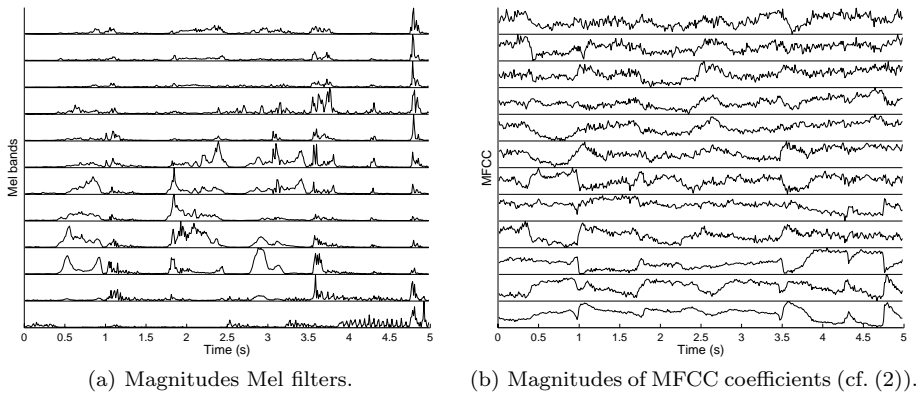 Mel bands
0 0.5 1 1.5 2 2.5 3 3.5 4 4.5 5
Time (s)
(a) Magnitudes Mel filters.
MFCC
0 0.5 1 1.5 2 2.5 3 3.5 4 4.5 5
Time (s)
(b) Magnitudes of MFCC coefficients (cf. (2)).